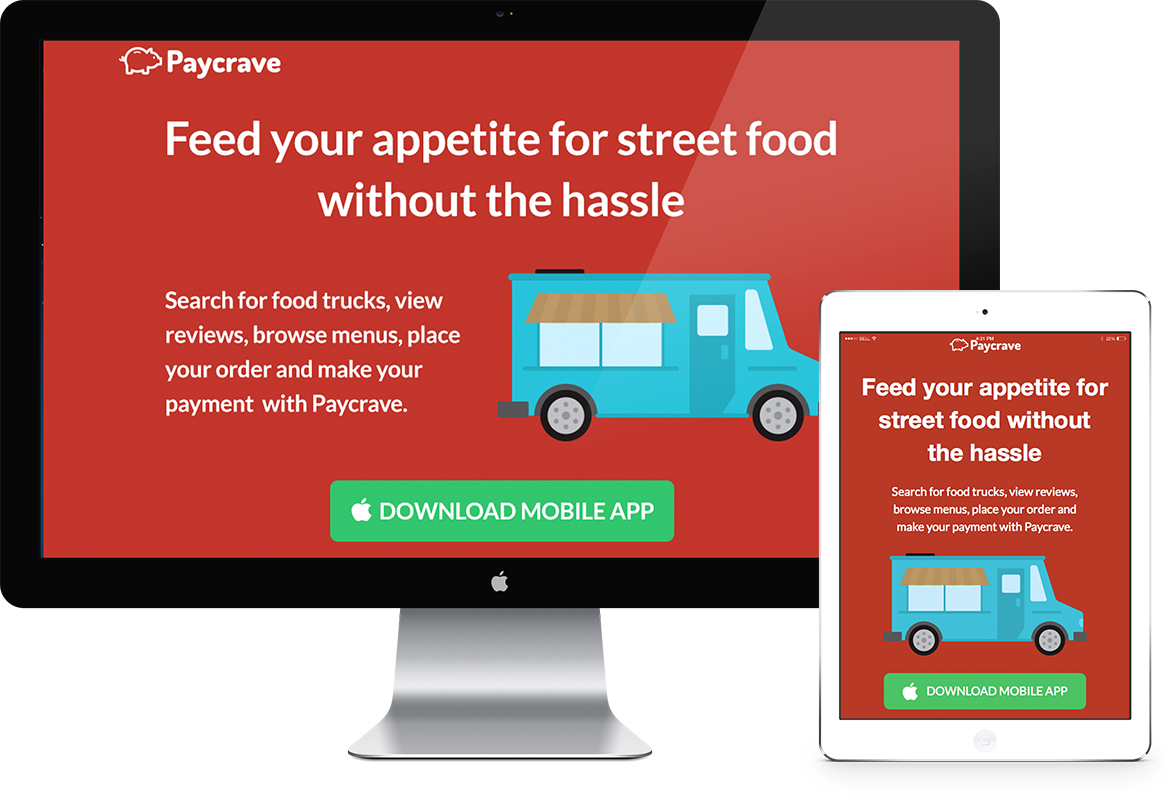 Paycrave
Feed your appetite for street food
without the hassle
Search for food trucks, view
reviews, browse menus, place
your order and make your
payment with Paycrave.
DOWNLOAD MOBILE APP
BELL 4:21 PM 22%
Paycrave
Feed your appetite for
street food without
the hassle
Search for food trucks, view reviews,
browse menus, place your order and
make your payment with Paycrave.
DOWNLOAD MOBILE APP